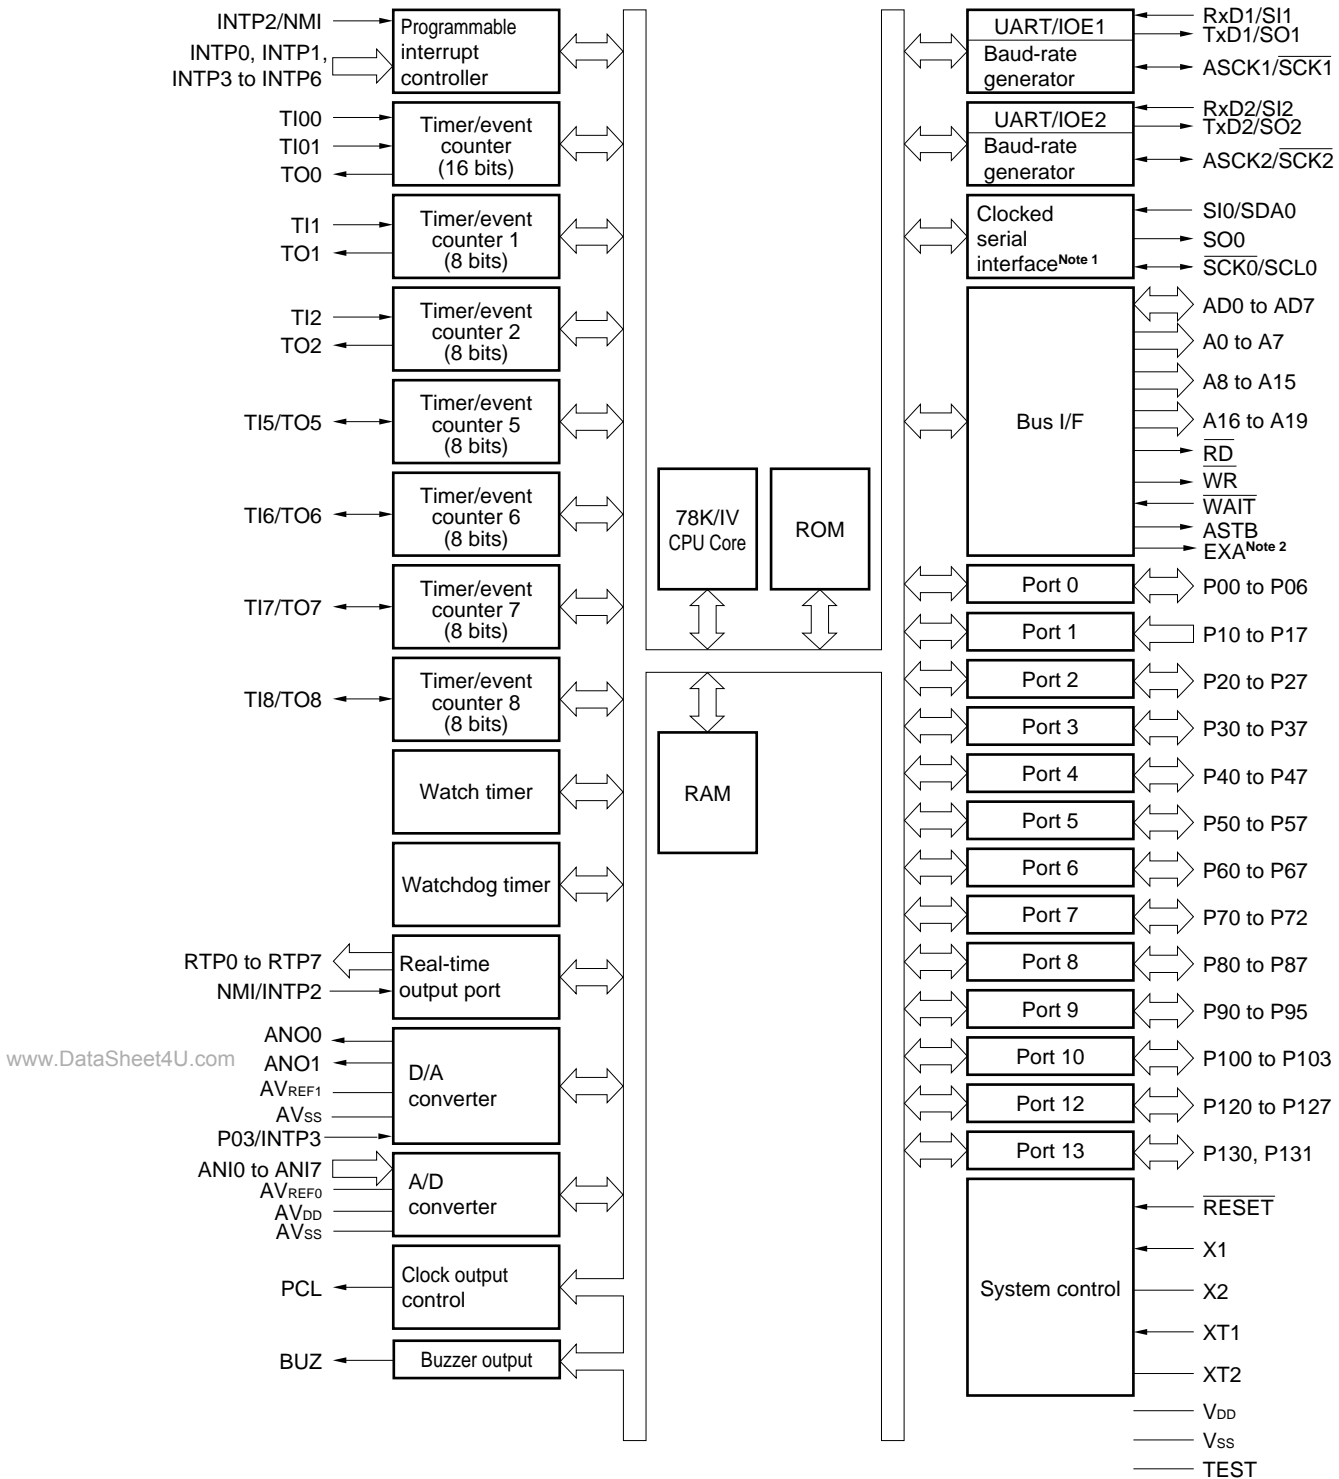 INTP2/NMI
INTP0, INTP1,
INTP3 to INTP6
Programmable
interrupt
controller
TI00
TI01
TO0
Timer/event
counter
(16 bits)
TI1
TO1
Timer/event
counter 1
(8 bits)
TI2
TO2
Timer/event
counter 2
(8 bits)
TI5/TO5
Timer/event
counter 5
(8 bits)
TI6/TO6
Timer/event
counter 6
(8 bits)
TI7/TO7
Timer/event
counter 7
(8 bits)
TI8/TO8
Timer/event
counter 8
(8 bits)
Watch timer
Watchdog timer
RTP0 to RTP7
NMI/INTP2
Real-time
output port
ANO0
ANO1
AVREF1
AVSS
P03/INTP3
D/A
converter
ANI0 to ANI7
AVREF0
AVDD
AVSS
A/D
converter
PCL
Clock output
control
BUZ
Buzzer output
www.DataSheet4U.com
78K/IV
CPU Core
ROM
RAM
UART/IOE1
Baud-rate
generator
RxD1/SI1
TxD1/SO1
ASCK1/SCK1
UART/IOE2
Baud-rate
generator
RxD2/SI2
TxD2/SO2
ASCK2/SCK2
Clocked
serial
interface Note 1
SI0/SDA0
SO0
SCK0/SCL0
Bus I/F
AD0 to AD7
A0 to A7
A8 to A15
A16 to A19
RD
WR
WAIT
ASTB
EXA Note 2
Port 0
P00 to P06
Port 1
P10 to P17
Port 2
P20 to P27
Port 3
P30 to P37
Port 4
P40 to P47
Port 5
P50 to P57
Port 6
P60 to P67
Port 7
P70 to P72
Port 8
P80 to P87
Port 9
P90 to P95
Port 10
P100 to P103
Port 12
P120 to P127
Port 13
P130, P131
System control
RESET
X1
X2
XT1
XT2
VDD
VSS
TEST